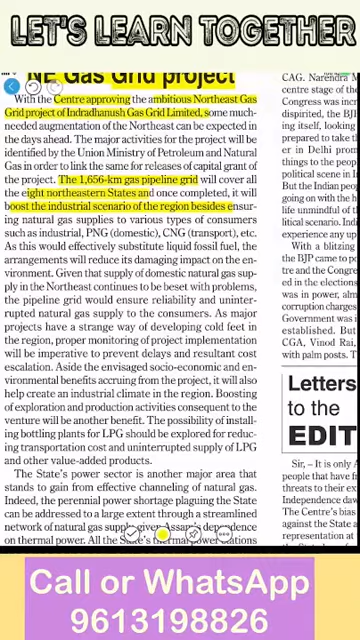 LET'S LEARN TOGETHER
NE Gas Grid project
With the Centre approving the ambitious Northeast Gas
Grid project of Indradhanush Gas Grid Limited, some much-
needed augmentation of the Northeast can be expected in
the days ahead. The major activities for the project will be
identified by the Union Ministry of Petroleum and Natural
Gas in order to link the same for releases of capital grant of
the project. The 1,656-km gas pipeline grid will cover all
the eight northeastern States and once completed, it will
boost the industrial scenario of the region besides ensur-
ing natural gas supplies to various types of consumers
such as industrial, PNG (domestic), CNG (transport), etc.
As this would effectively substitute liquid fossil fuel, the
arrangements will reduce its damaging impact on the en-
vironment. Given that supply of domestic natural gas sup-
ply in the Northeast continues to be beset with problems,
the pipeline grid would ensure reliability and uninter-
rupted natural gas supply to the consumers. As major
projects have a strange way of developing cold feet in
the region, proper monitoring of project implementation
will be imperative to prevent delays and resultant cost
escalation. Aside the envisaged socio-economic and en-
vironmental benefits accruing from the project, it will also
help create an industrial climate in the region. Boosting
of exploration and production activities consequent to the
venture will be another benefit. The possibility of install-
ing bottling plants for LPG should be explored for reduc-
ing transportation cost and uninterrupted supply of LPG
and other value-added products.
The State's power sector is another major area that
stands to gain from effective channeling of natural gas.
Indeed, the perennial power shortage plaguing the State
can be addressed to a large extent through a streamlined
network of natural gas supply given Assam's dependence
on thermal power. All the State's thermal power stations
CAG. Narendra M
centre stage of the
Congress was incr
dispirited, the BJP
ing itself, looking
prepared to take t
er in Delhi prom
things to the peop
political scene in I
But the Indian peo
going on with the h
life unmindful of th
litical scenario. Ind
experience any up
With a blitzing
the BJP came to po
tre and the Congre
ed in the elections
was in power, alm
corruption charges
Government was i
established. But
CGA, Vinod Rai,
with palm posts. T
Letters
to the
EDIT
Sir, – It is only A
people that have fr
threats to their ex
Independence daw
The Centre's bias
against the State a
representation at
Call or WhatsApp
9613198826